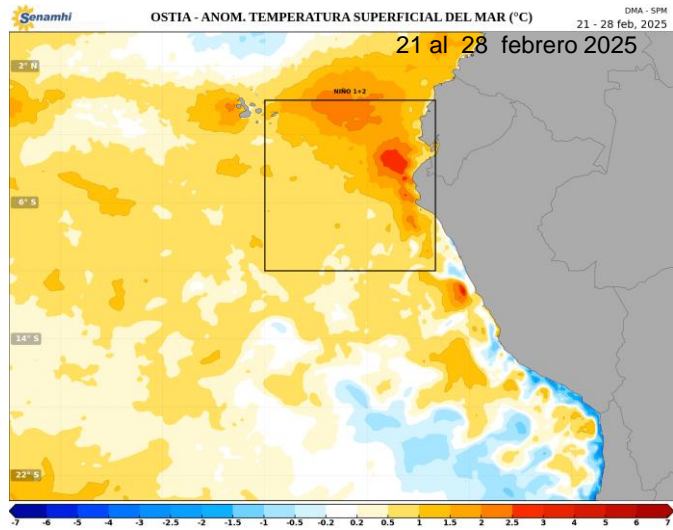 Senamhi
OSTIA - ANOM. TEMPERATURA SUPERFICIAL DEL MAR (°C)
DMA - SPM
21 - 28 feb, 2025
21 al 28 febrero 2025
2° N
NIÑO 1+2
6° S
14° S
22° S
-7 -6 -5 -4 -3 -2.5 -2 -1.5 -1 -0.5 -0.2 0.2 0.5 1 1.5 2 2.5 3 4 5 6 7